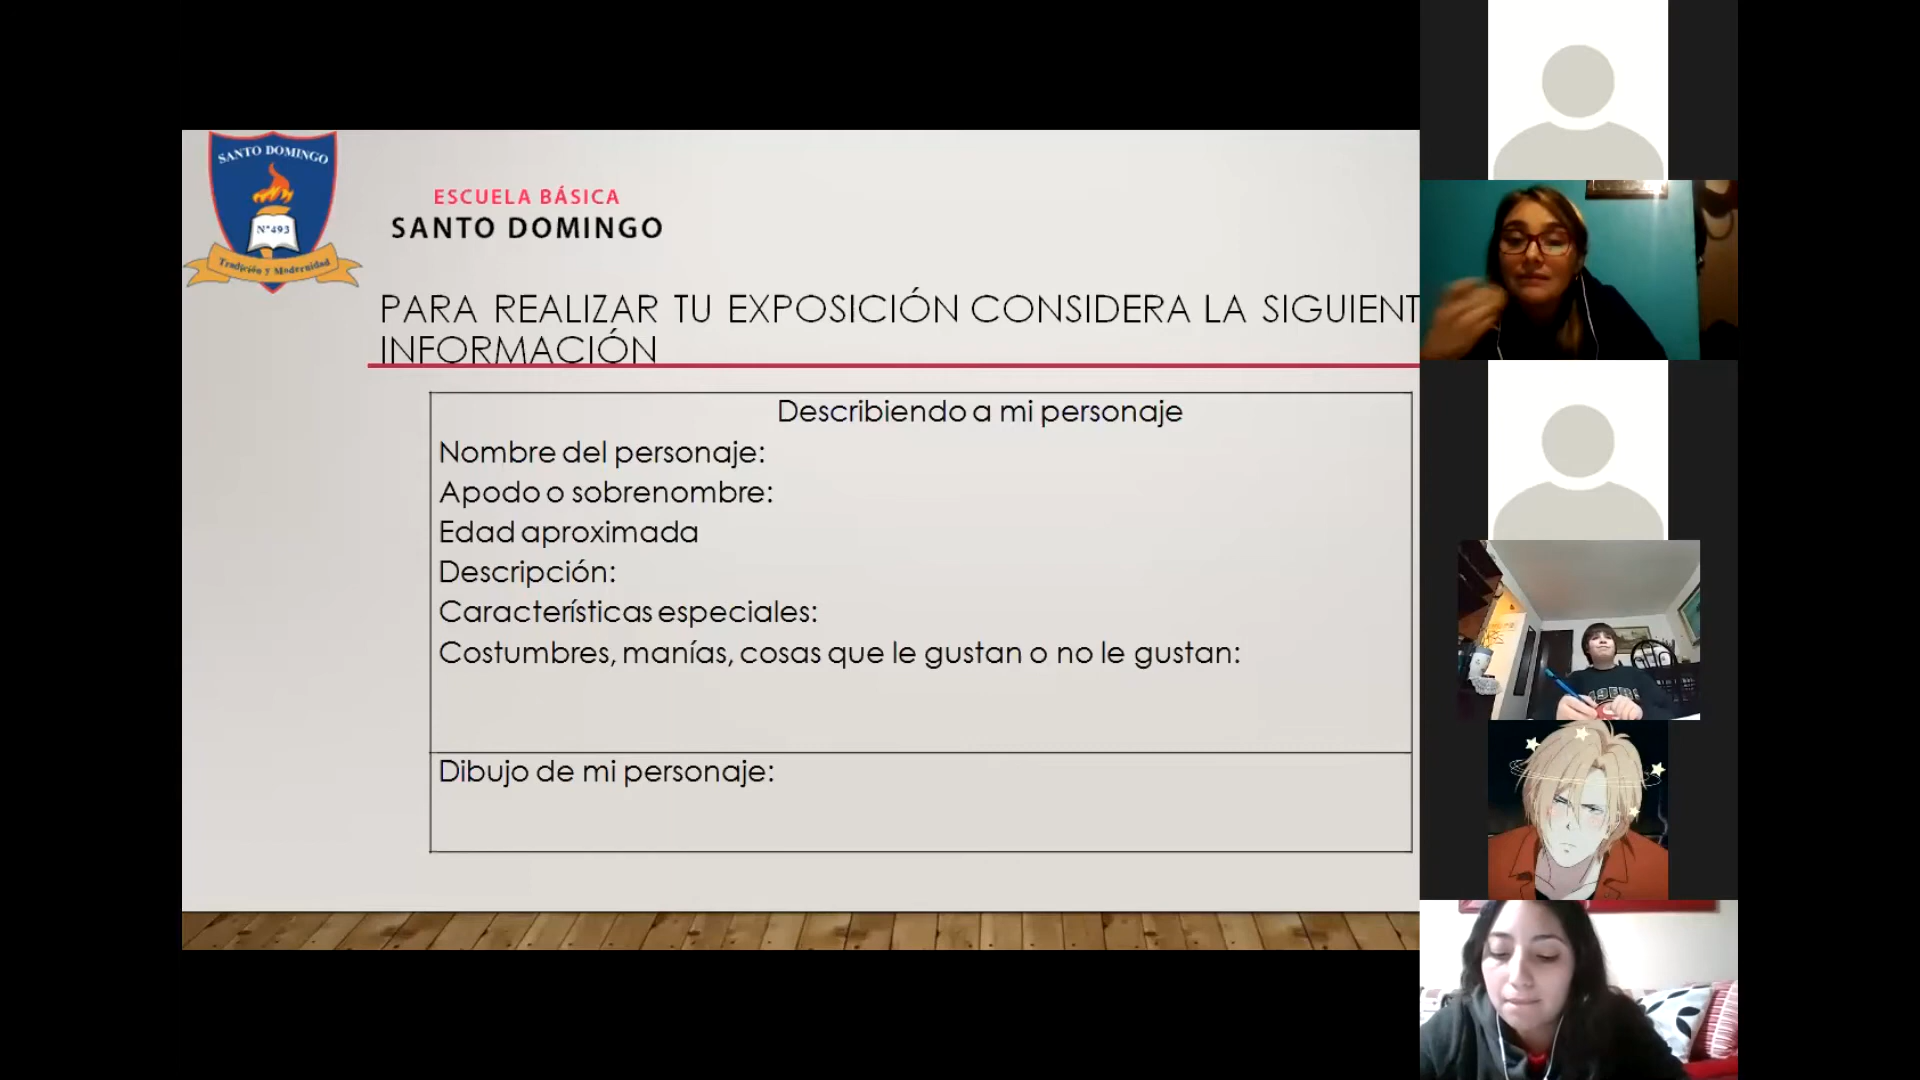 SANTO DOMINGO
N°493
Tradición y Modernidad
ESCUELA BÁSICA
SANTO DOMINGO
PARA REALIZAR TU EXPOSICIÓN CONSIDERA LA SIGUIENT
INFORMACIÓN
Describiendo a mi personaje
Nombre del personaje:
Apodo o sobrenombre:
Edad aproximada
Descripción:
Características especiales:
Costumbres, manías, cosas que le gustan o no le gustan:
Dibujo de mi personaje:
49ERS